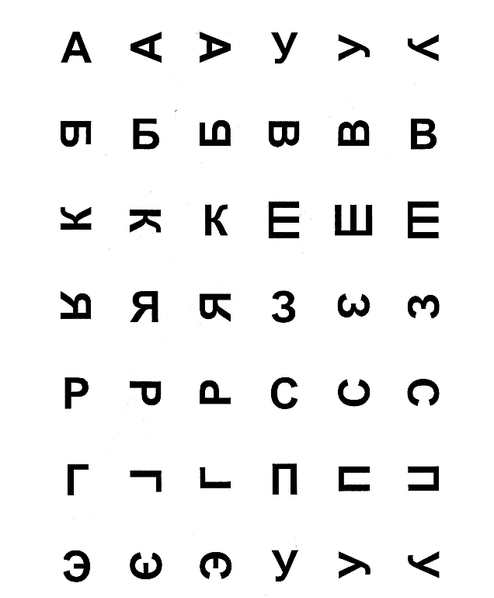 А А А У У У
Б Б Б В В В
К К К Ш Ш Ш
Я Я Я З З З
Р Р Р С С С
Г Г Г П П П
Э Э Э У У У